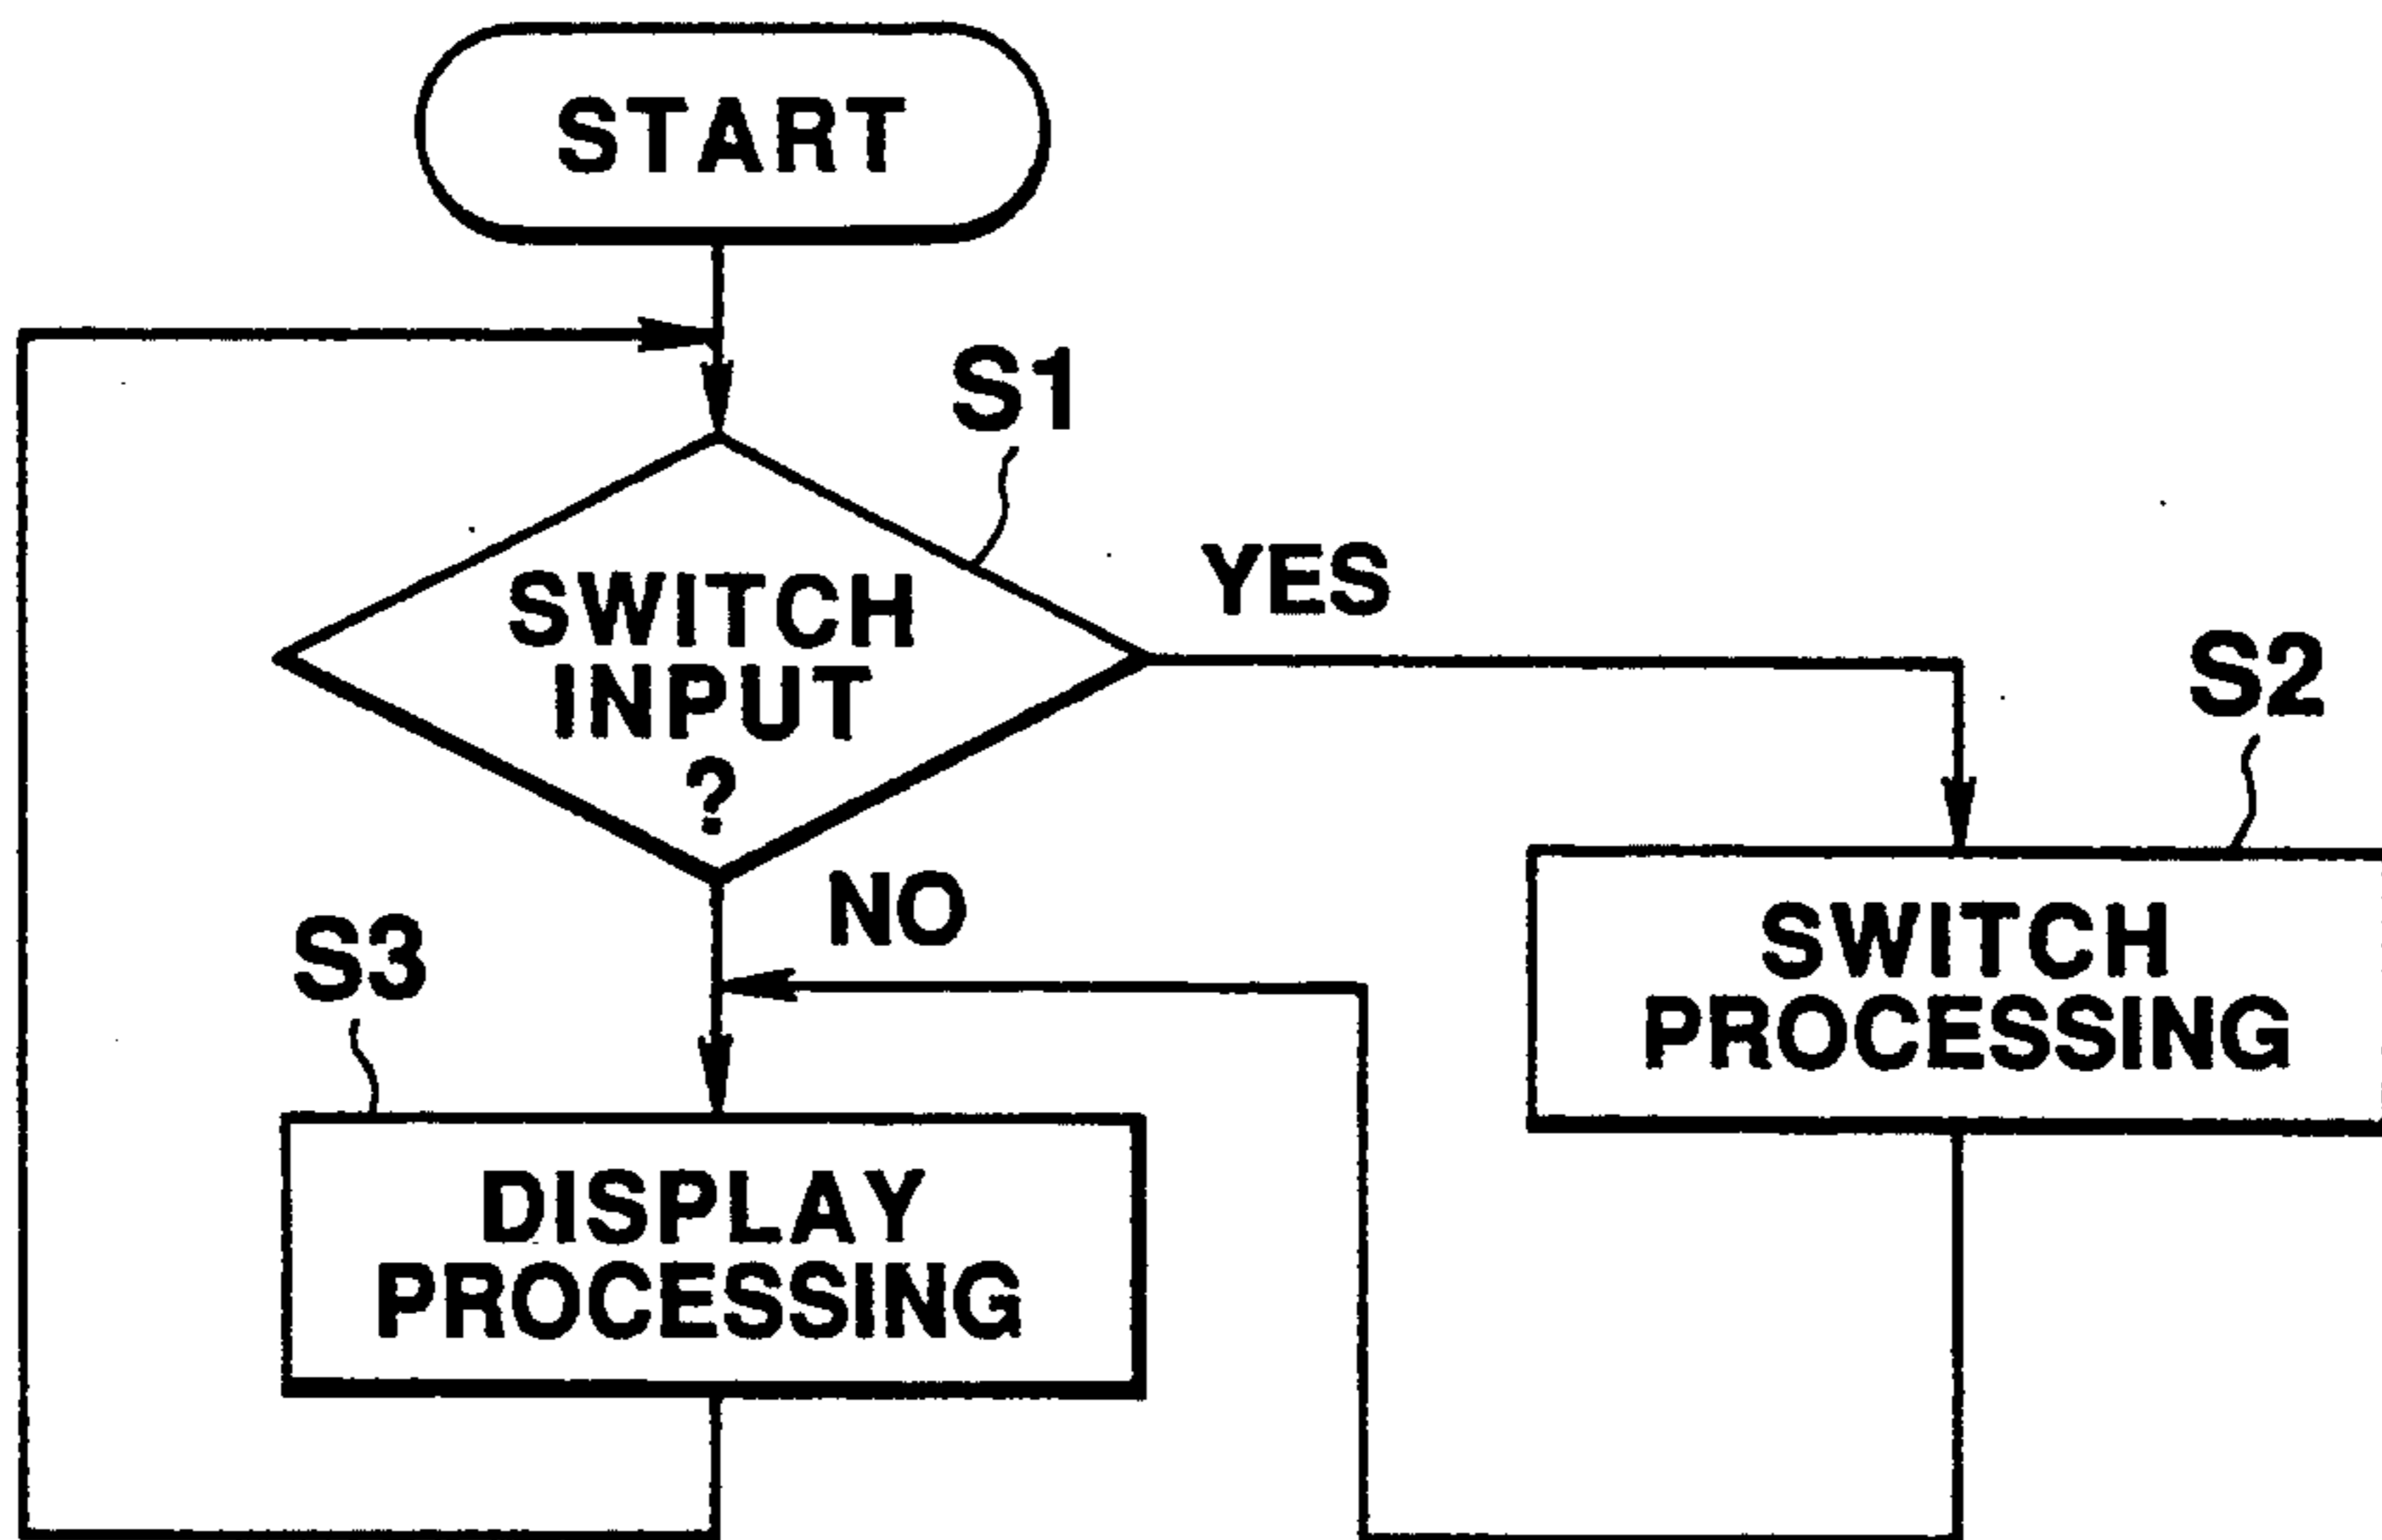 START
S1
SWITCH
INPUT
?
YES
NO
S2
SWITCH
PROCESSING
S3
DISPLAY
PROCESSING